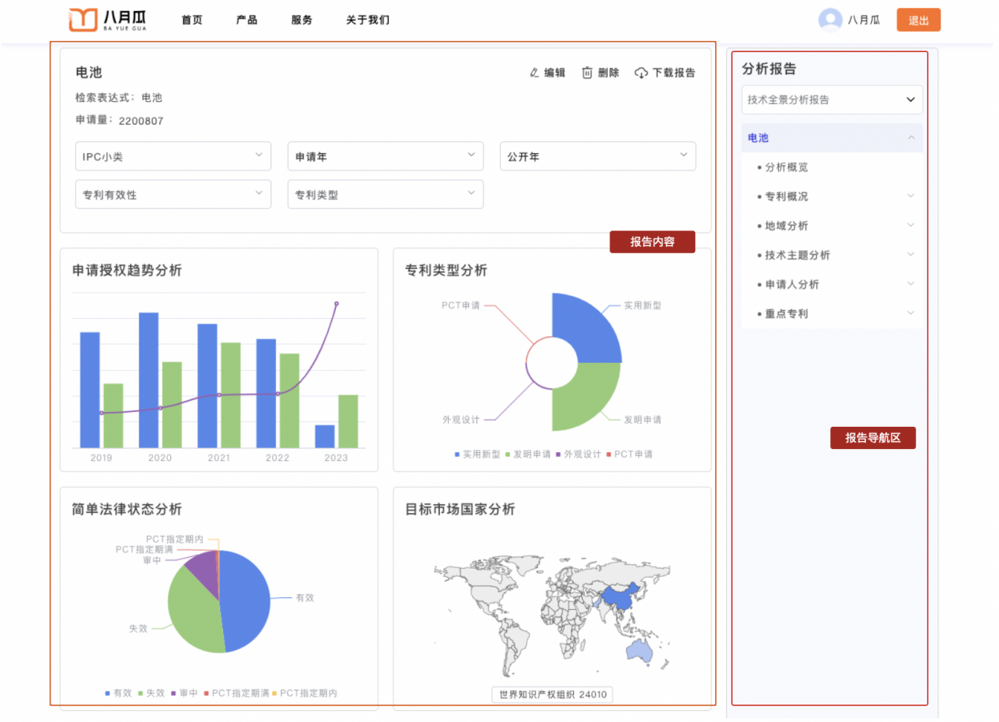 八月瓜
BA YUE GUA
首页
产品
服务
关于我们
八月瓜
退出
电池
编辑
删除
下载报告
检索表达式：电池
申请量：2200807
IPC小类
申请年
公开年
专利有效性
专利类型
报告内容
申请授权趋势分析
2019 2020 2021 2022 2023
专利类型分析
PCT申请
实用新型
外观设计
发明申请
实用新型 发明申请 外观设计 PCT申请
简单法律状态分析
PCT指定期内
PCT指定期满
审中
有效
失效
有效 失效 审中 PCT指定期满 PCT指定期内
目标市场国家分析
世界知识产权组织 24010
分析报告
技术全景分析报告
电池
• 分析概览
• 专利概况
• 地域分析
• 技术主题分析
• 申请人分析
• 重点专利
报告导航区